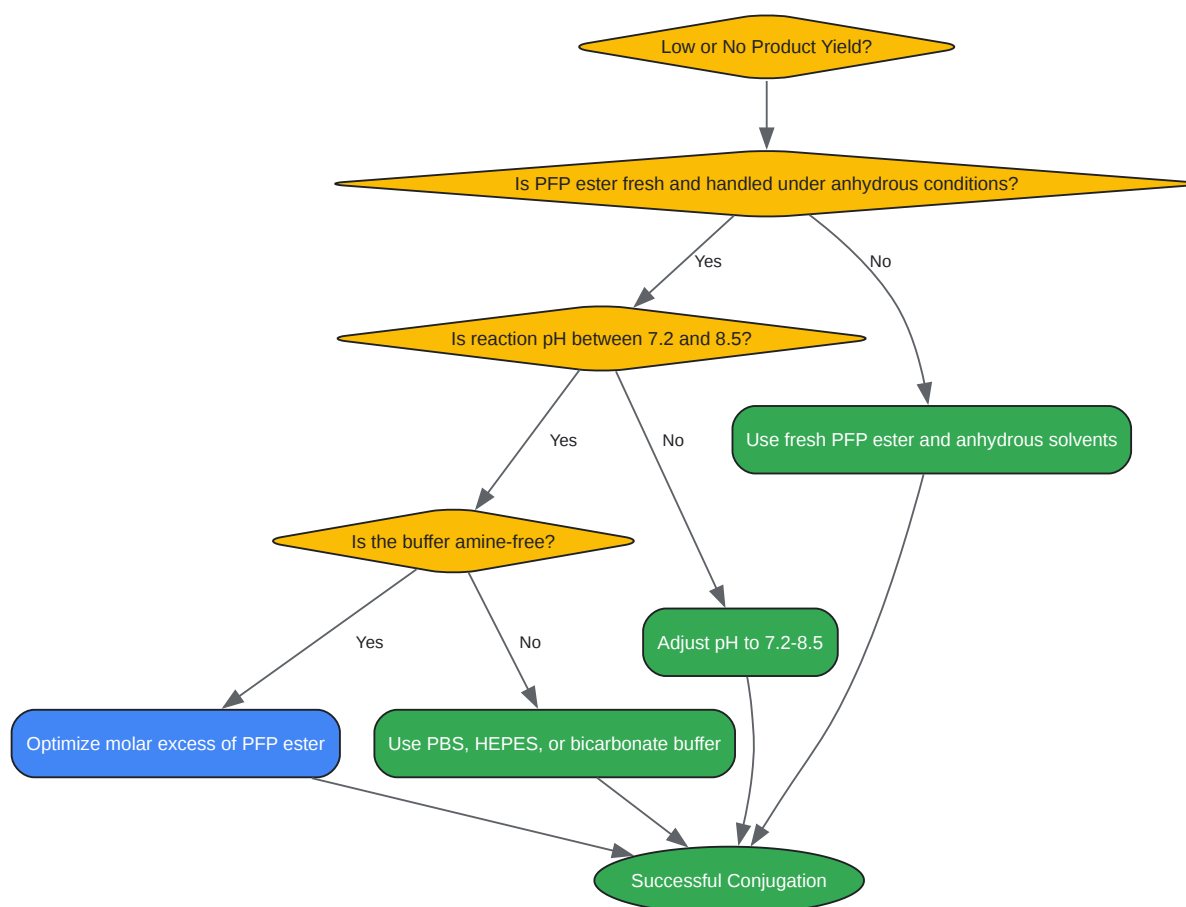 Low or No Product Yield?
Is PFP ester fresh and handled under anhydrous conditions?
Yes
No
Is reaction pH between 7.2 and 8.5?
Yes
No
Use fresh PFP ester and anhydrous solvents
Is the buffer amine-free?
Yes
No
Adjust pH to 7.2-8.5
Optimize molar excess of PFP ester
Use PBS, HEPES, or bicarbonate buffer
Successful Conjugation